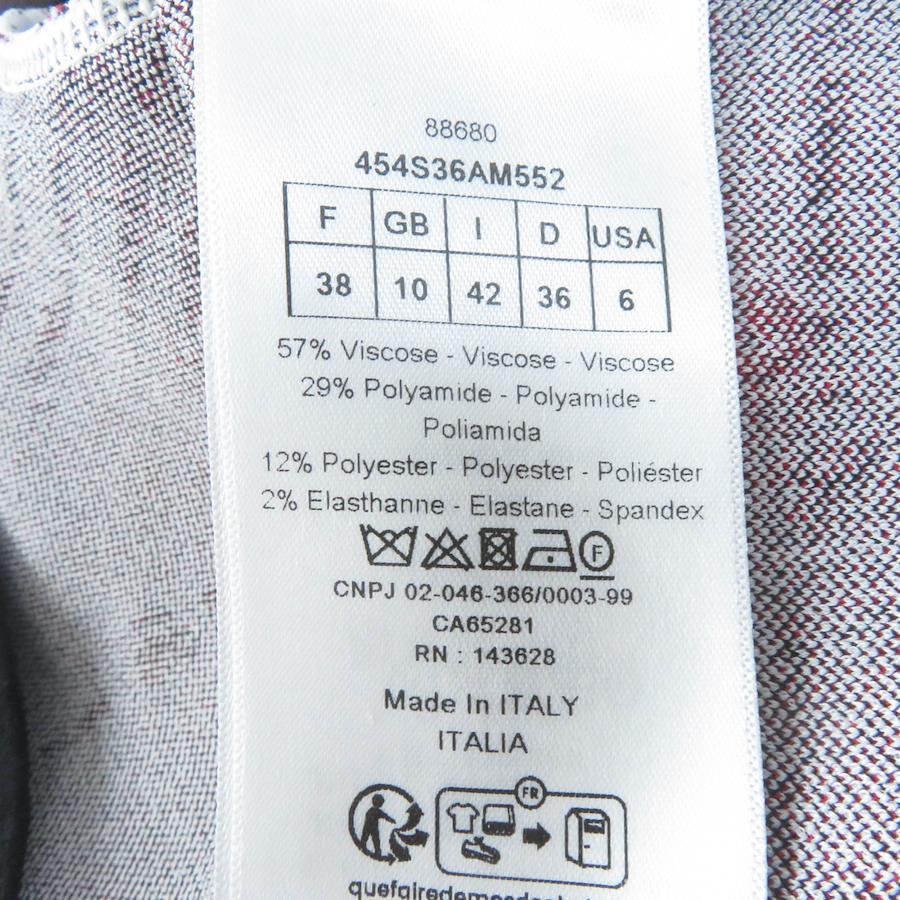 88680
454S36AM552
F GB I D USA
38 10 42 36 6
57% Viscose - Viscose - Viscose
29% Polyamide - Polyamide -
Poliamida
12% Polyester - Polyester - Poliéster
2% Elasthanne - Elastane - Spandex
F
CNPJ 02-046-366/0003-99
CA65281
RN : 143628
Made In ITALY
ITALIA
FR